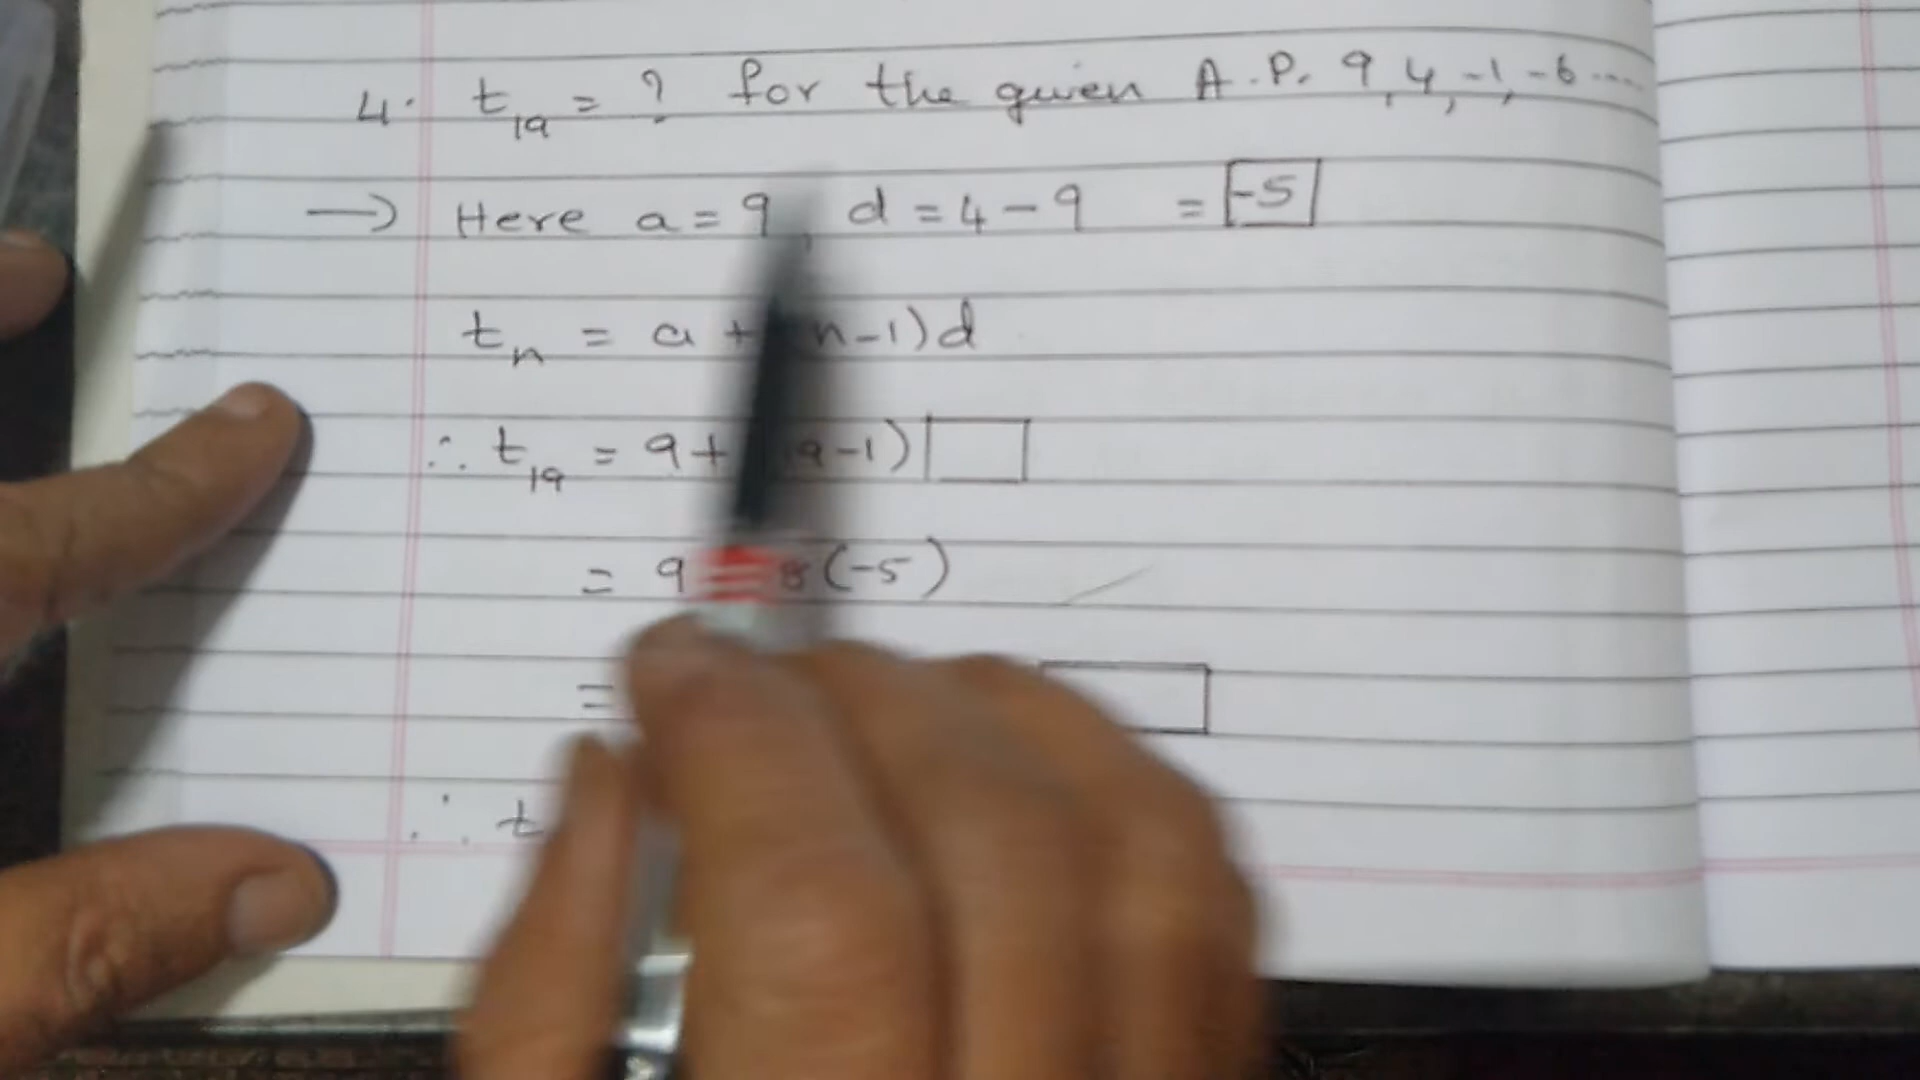 4. t19 = ? for the given A.P. 9, 4, -1, -6 ....
→ Here a = 9, d = 4 - 9 = -5
tn = a + n-1)d
∴ t19 = 9 + 9-1)
= 9 8(-5)
=
∴ t